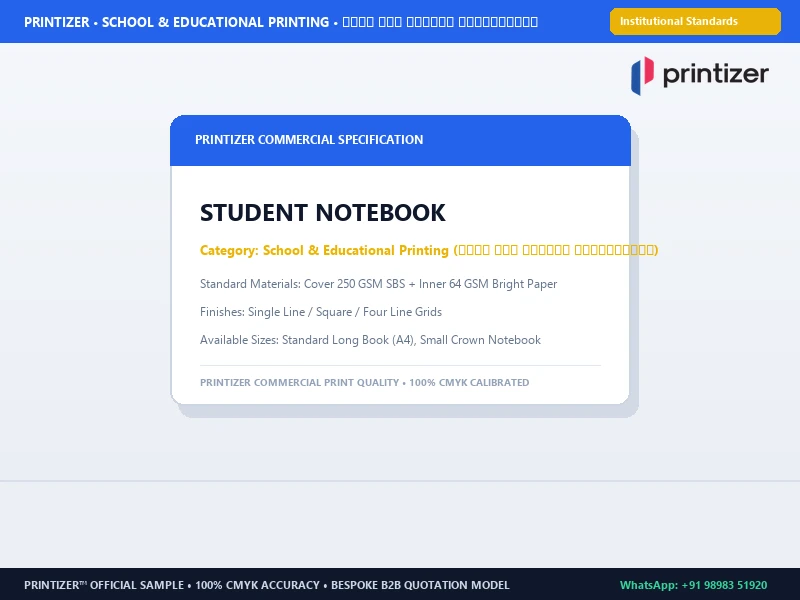 PRINTIZER • SCHOOL & EDUCATIONAL PRINTING •
Institutional Standards
printizer
PRINTIZER COMMERCIAL SPECIFICATION
STUDENT NOTEBOOK
Category: School & Educational Printing (
Standard Materials: Cover 250 GSM SBS + Inner 64 GSM Bright Paper
Finishes: Single Line / Square / Four Line Grids
Available Sizes: Standard Long Book (A4), Small Crown Notebook
PRINTIZER COMMERCIAL PRINT QUALITY • 100% CMYK CALIBRATED
PRINTIZER™ OFFICIAL SAMPLE • 100% CMYK ACCURACY • BESPOKE B2B QUOTATION MODEL
WhatsApp: +91 98983 51920